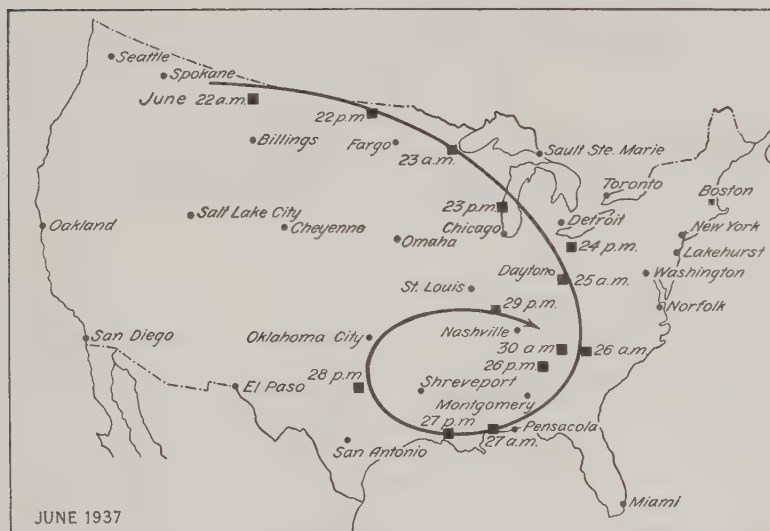 Seattle
Spokane
June 22 a.m.
22 p.m
Billings
Fargo
23 a.m.
Sault Ste. Marie
Toronto
Boston
23 p.m.
Salt Lake City
Oakland
Cheyenne
Omaha
Chicago
Detroit
New York
24 p.m.
Lakehurst
Dayton
25 a.m.
Washington
St. Louis
29 p.m.
Norfolk
San Diego
Oklahoma City
Nashville
30 a m
26 a.m.
26 p.m.
28 p.m
El Paso
Shreveport
Montgomery
27 p.m
27 a.m.
Pensacola
San Antonio
Miami
JUNE 1937